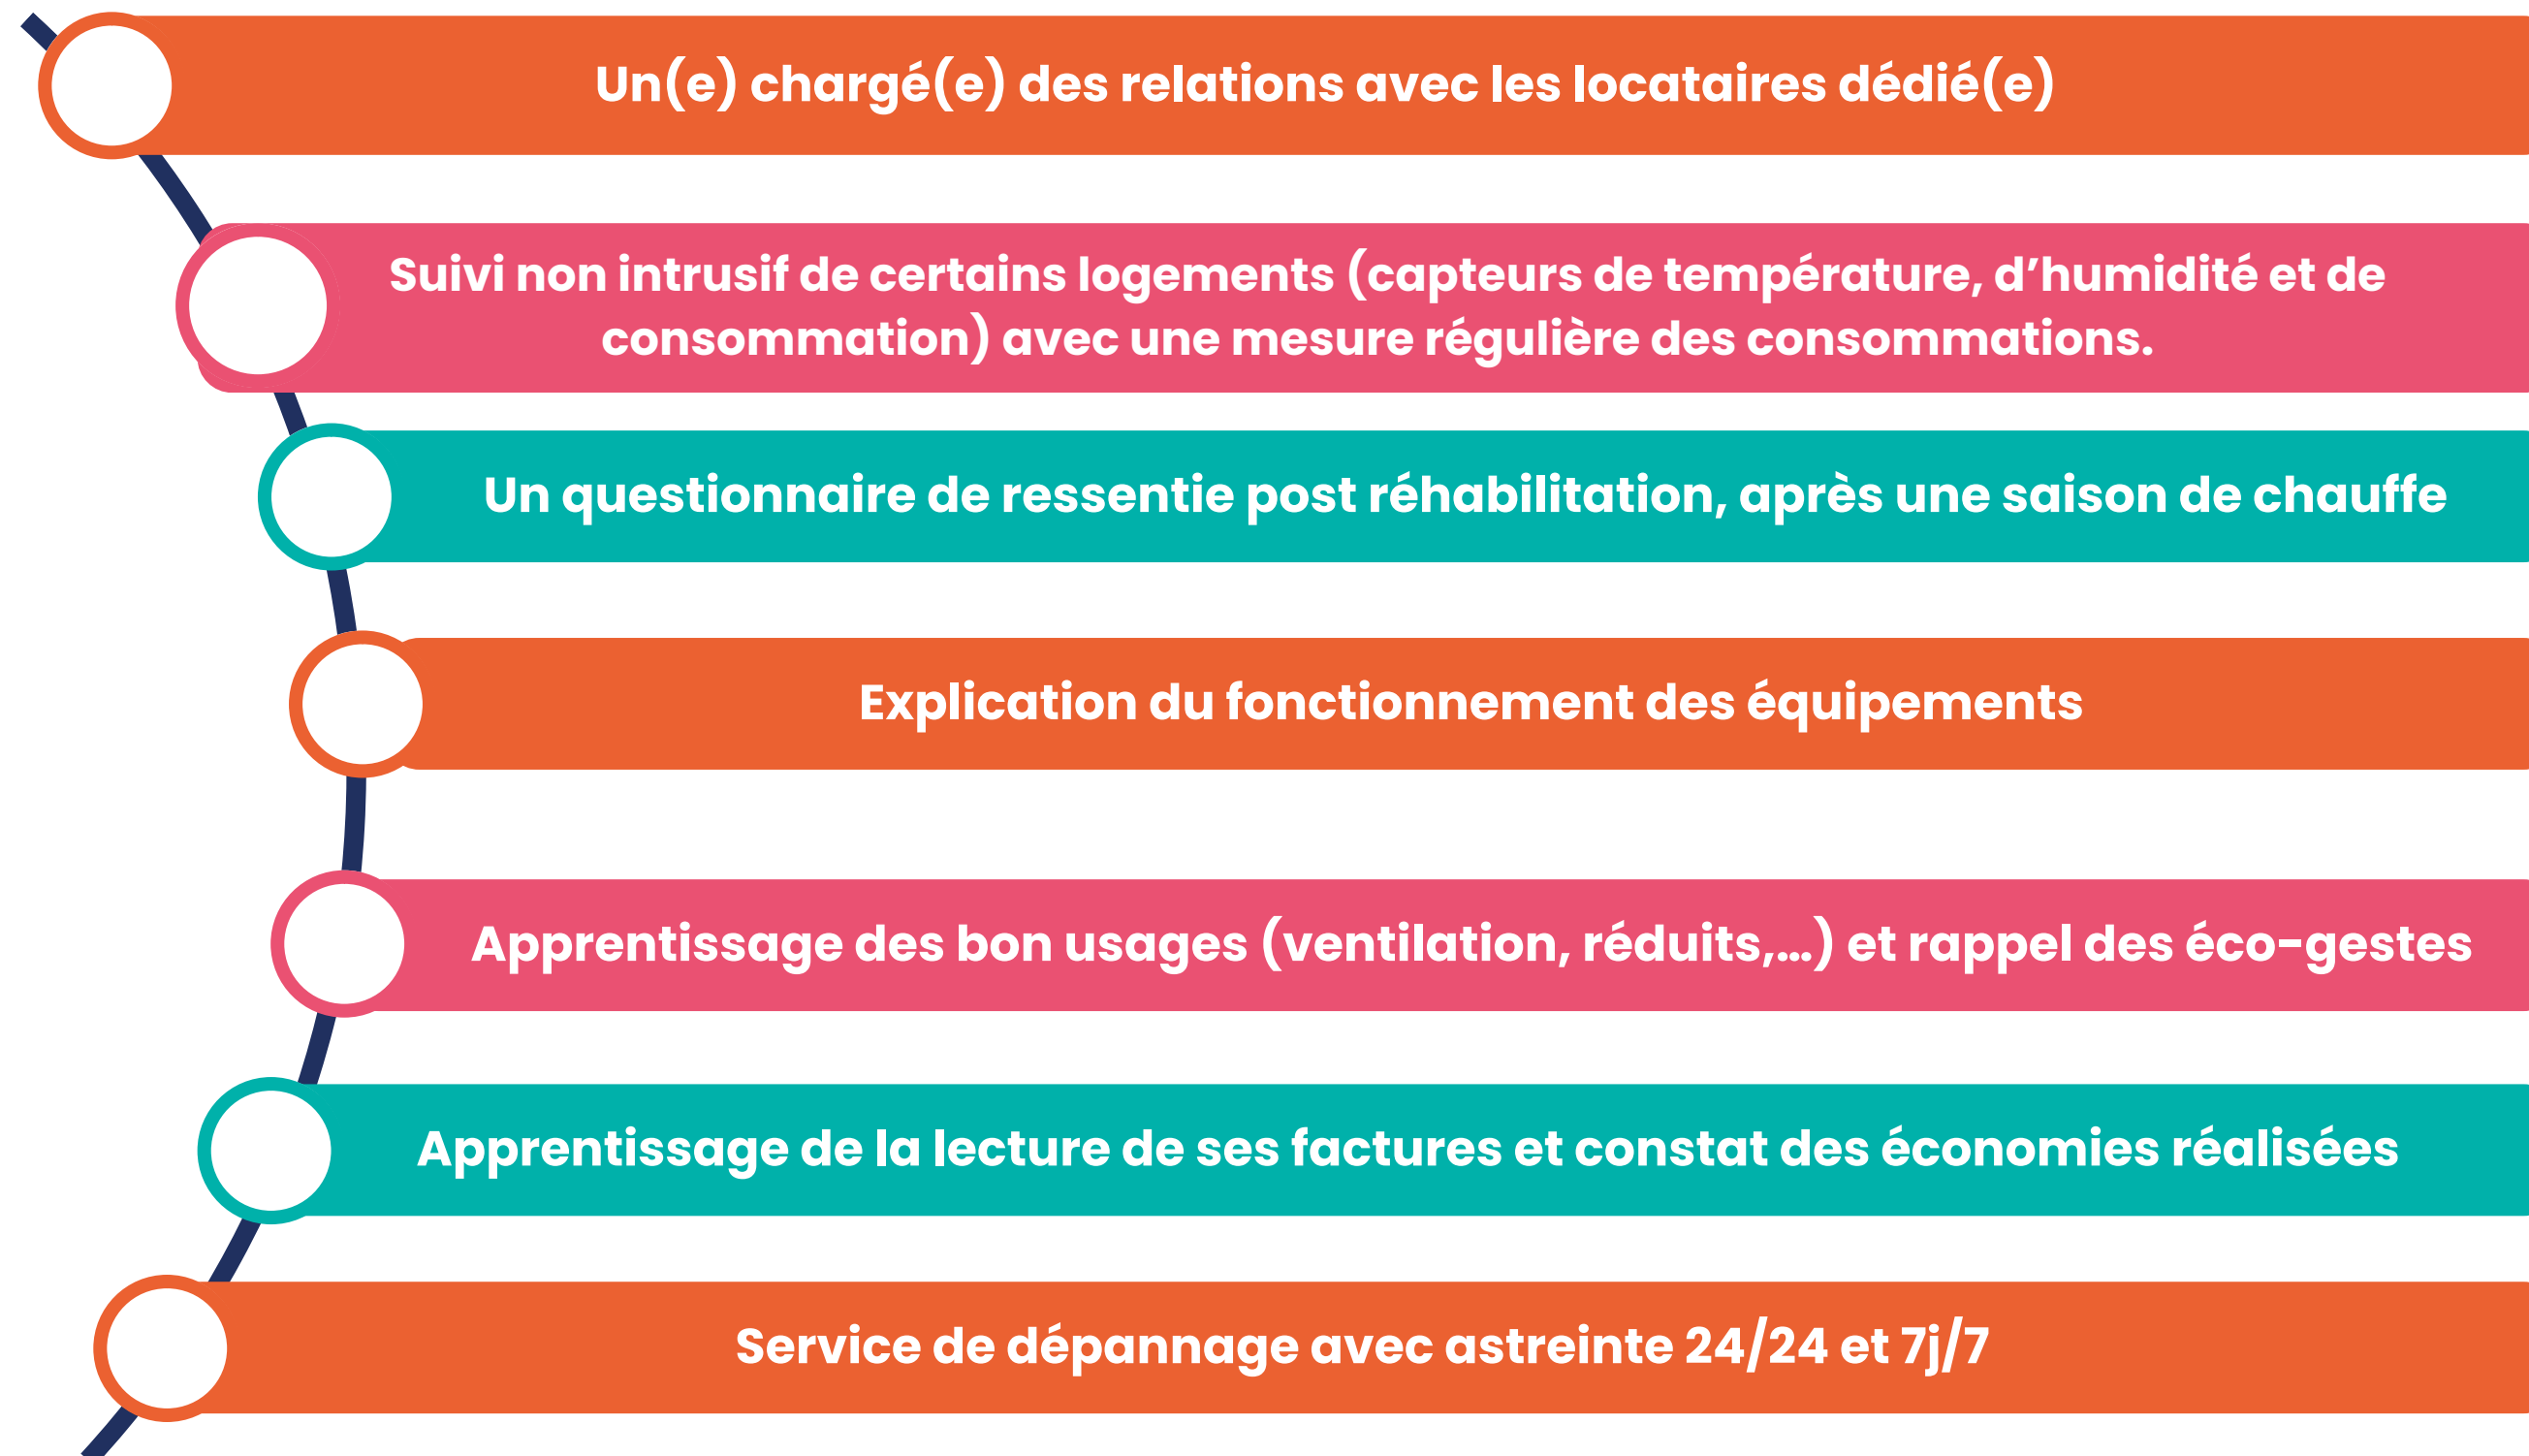 Un(e) chargé(e) des relations avec les locataires dédié(e)
Suivi non intrusif de certains logements (capteurs de température, d’humidité et de
consommation) avec une mesure régulière des consommations.
Un questionnaire de ressentie post réhabilitation, après une saison de chauffe
Explication du fonctionnement des équipements
Apprentissage des bon usages (ventilation, réduits,...) et rappel des éco-gestes
Apprentissage de la lecture de ses factures et constat des économies réalisées
Service de dépannage avec astreinte 24/24 et 7j/7